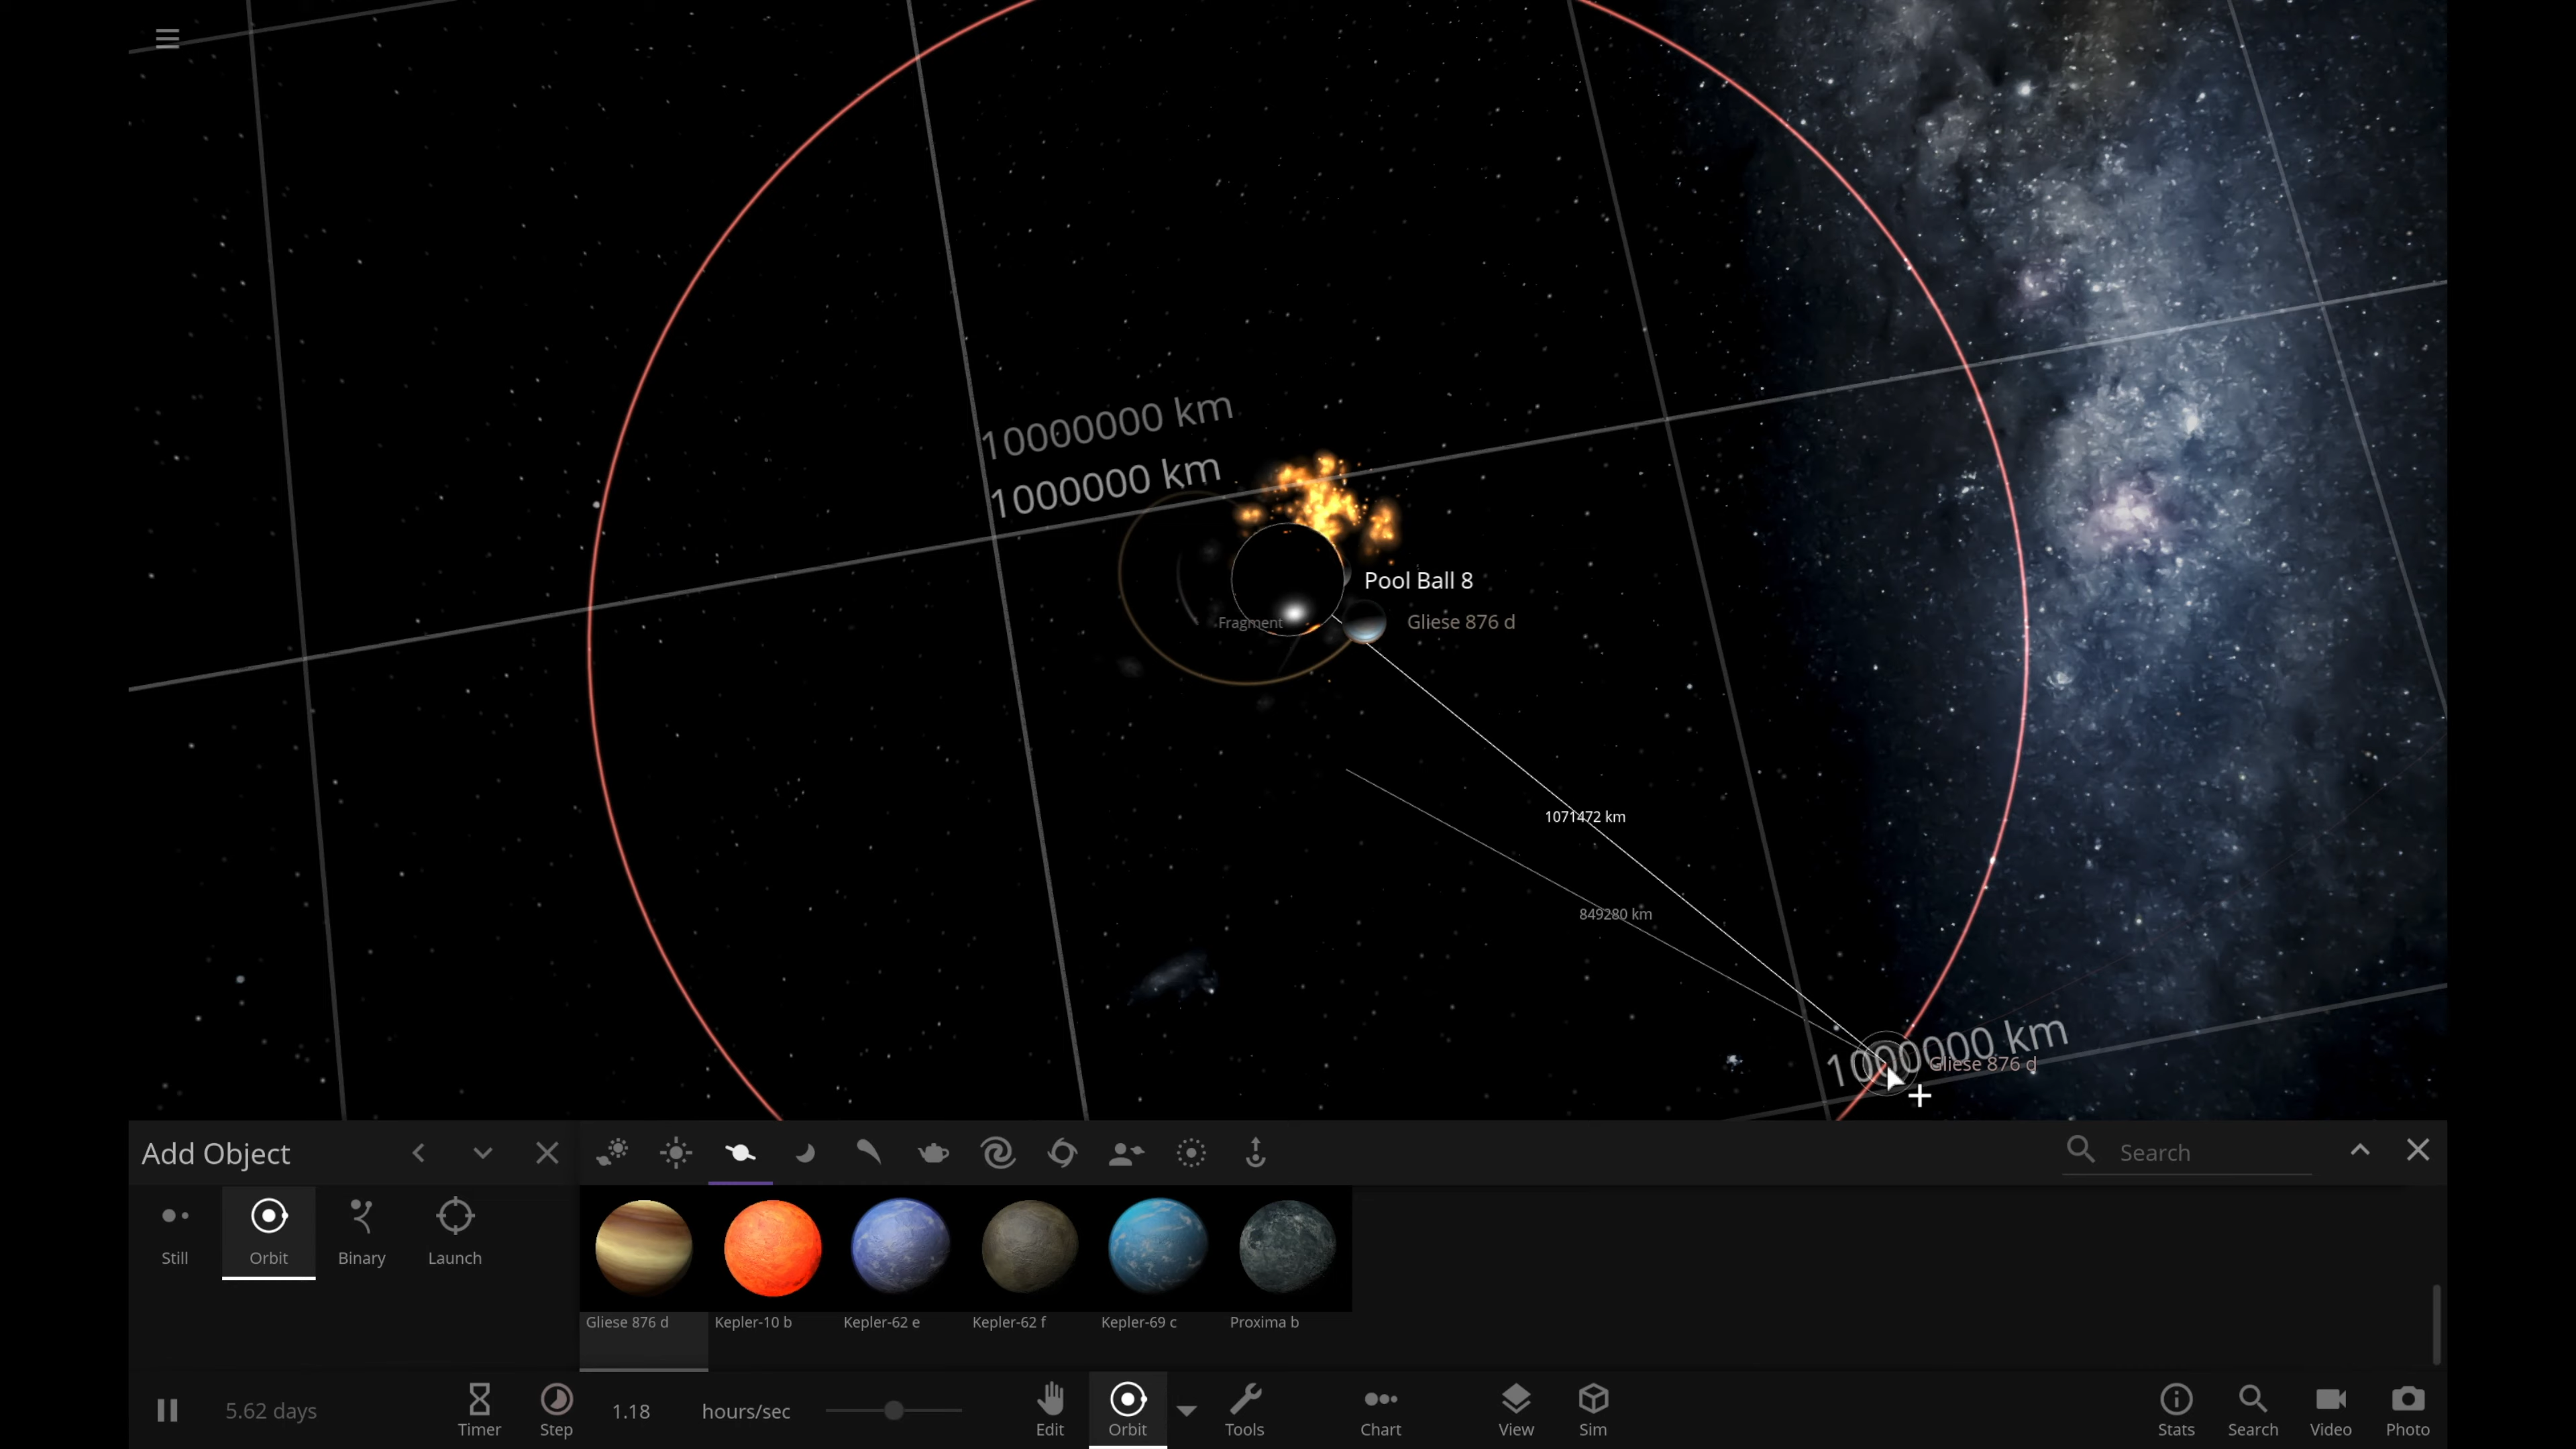 10000000 km
1000000 km
Pool Ball 8
Fragment
Gliese 876 d
1071472 km
849280 km
1000000 km
Gliese 876 d
Add Object
Search
Still
Orbit
Binary
Launch
Gliese 876 d
Kepler-10 b
Kepler-62 e
Kepler-62 f
Kepler-69 c
Proxima b
5.62 days
Timer
Step
1.18
hours/sec
Edit
Orbit
Tools
Chart
View
Sim
Stats
Search
Video
Photo